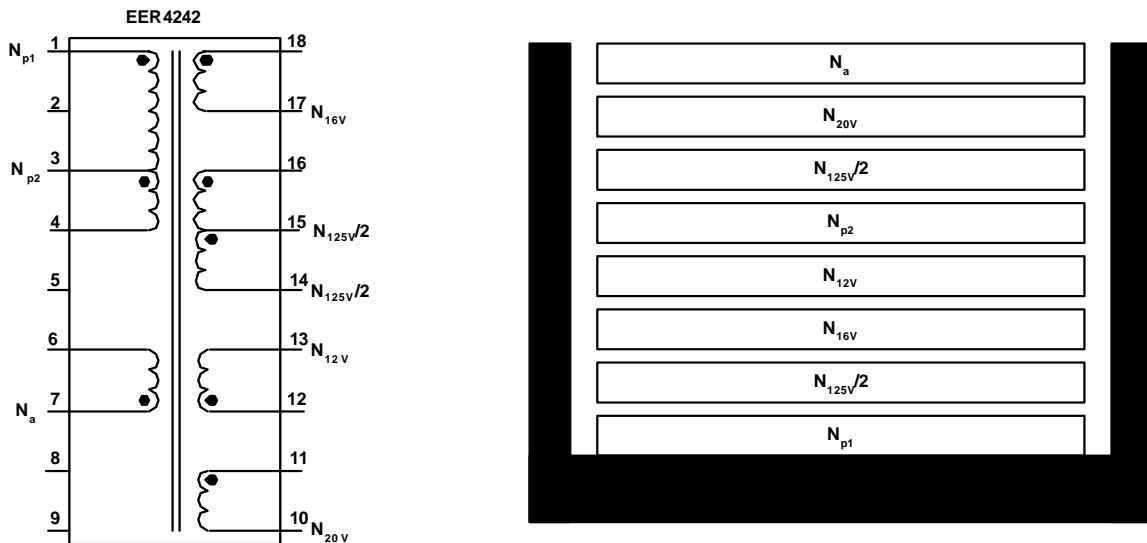 EER4242
1
N_p1
2
3
N_p2
4
5
6
7
N_a
8
9
18
17
N_16V
16
15
N_125V/2
14
N_125V/2
13
N_12 V
12
11
10
N_20 V
N_a
N_20V
N_125V/2
N_p2
N_12V
N_16V
N_125V/2
N_p1